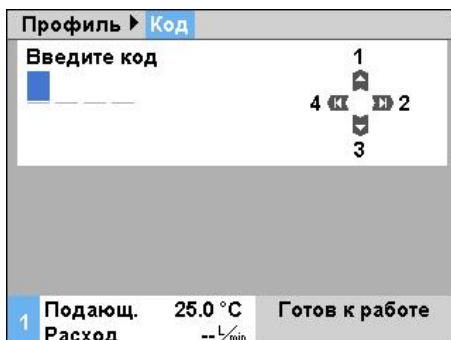 Профиль Код
Введите код
1
4 2
3
1 Подающ. 25.0 °C Готов к работе
Расход -- L/min